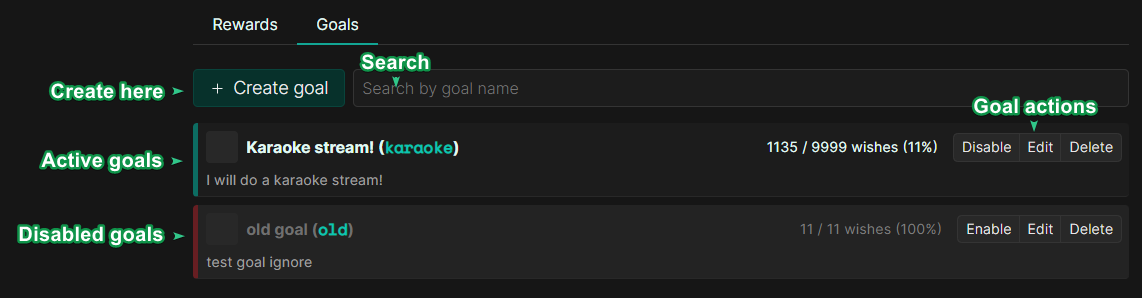 Rewards Goals
Search
Create here + Create goal Search by goal name
Goal actions
Active goals Karaoke stream! (karaoke) 1135 / 9999 wishes (11%) Disable Edit Delete
I will do a karaoke stream!
Disabled goals old goal (old) 11 / 11 wishes (100%) Enable Edit Delete
test goal ignore